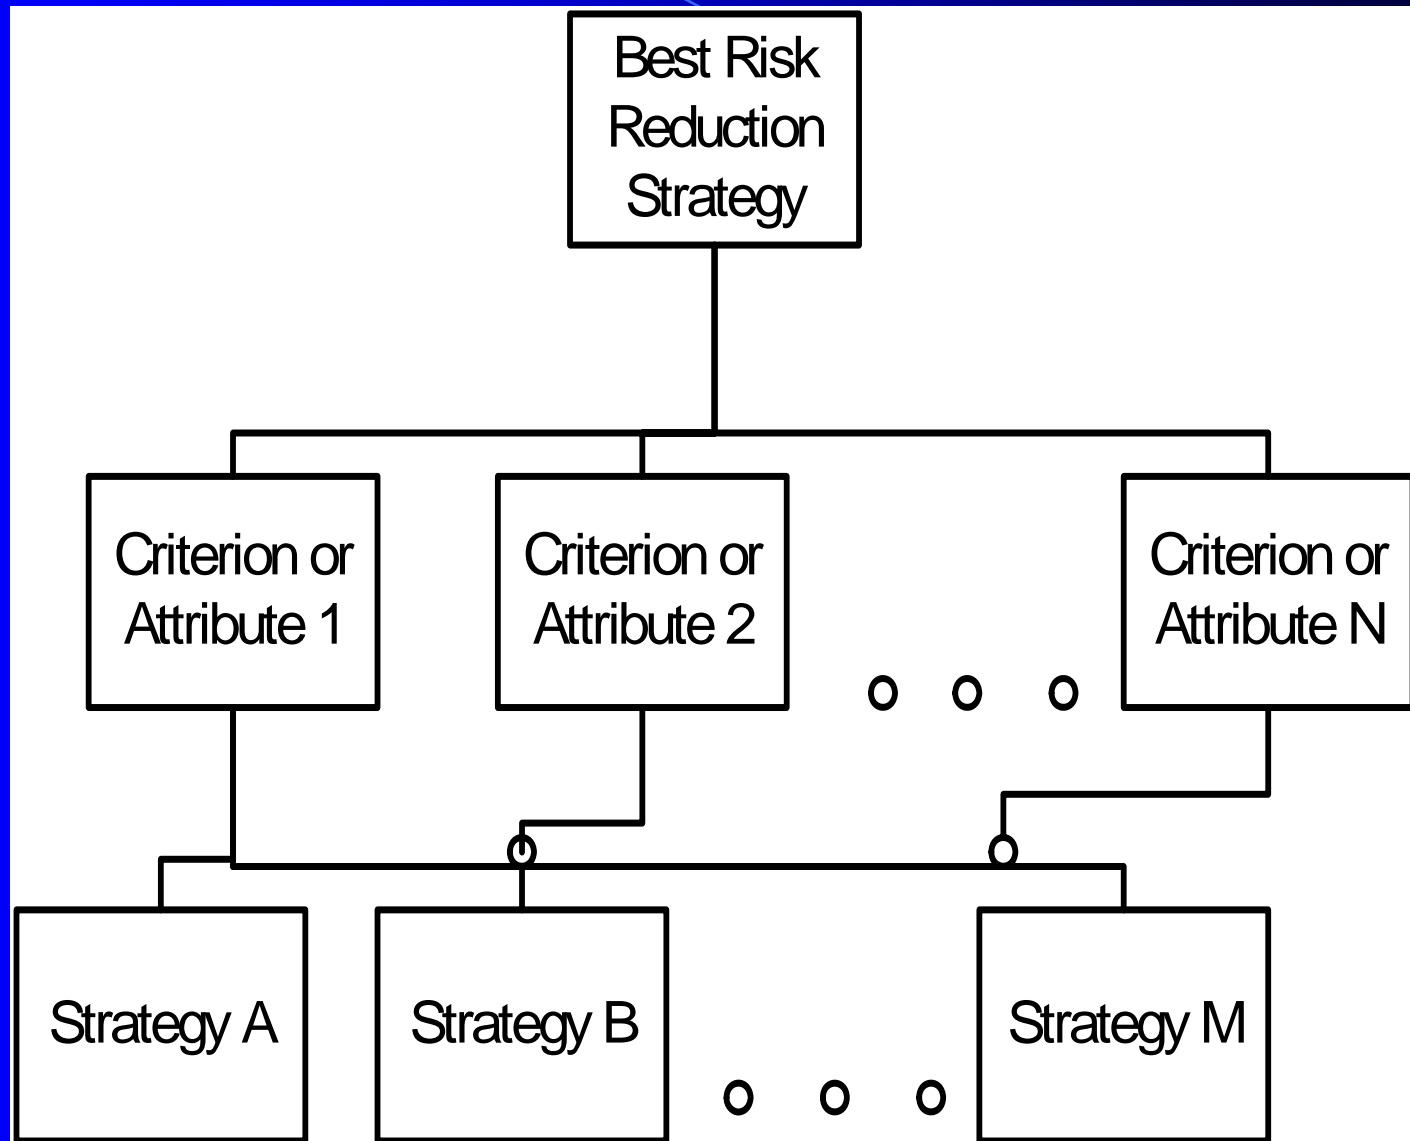 Best Risk
Reduction
Strategy
Criterion or
Attribute 1
Criterion or
Attribute 2
Criterion or
Attribute N
Strategy A
Strategy B
Strategy M